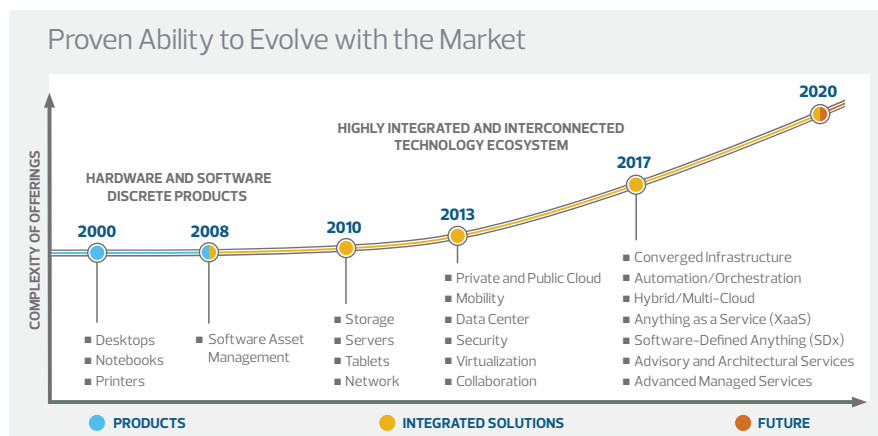 Proven Ability to Evolve with the Market
COMPLEXITY OF OFFERINGS
HARDWARE AND SOFTWARE
DISCRETE PRODUCTS
HIGHLY INTEGRATED AND INTERCONNECTED
TECHNOLOGY ECOSYSTEM
2000
■ Desktops
■ Notebooks
■ Printers
2008
■ Software Asset
Management
2010
■ Storage
■ Servers
■ Tablets
■ Network
2013
■ Private and Public Cloud
■ Mobility
■ Data Center
■ Security
■ Virtualization
■ Collaboration
2017
■ Converged Infrastructure
■ Automation/Orchestration
■ Hybrid/Multi-Cloud
■ Anything as a Service (XaaS)
■ Software-Defined Anything (SDx)
■ Advisory and Architectural Services
■ Advanced Managed Services
2020
PRODUCTS
INTEGRATED SOLUTIONS
FUTURE